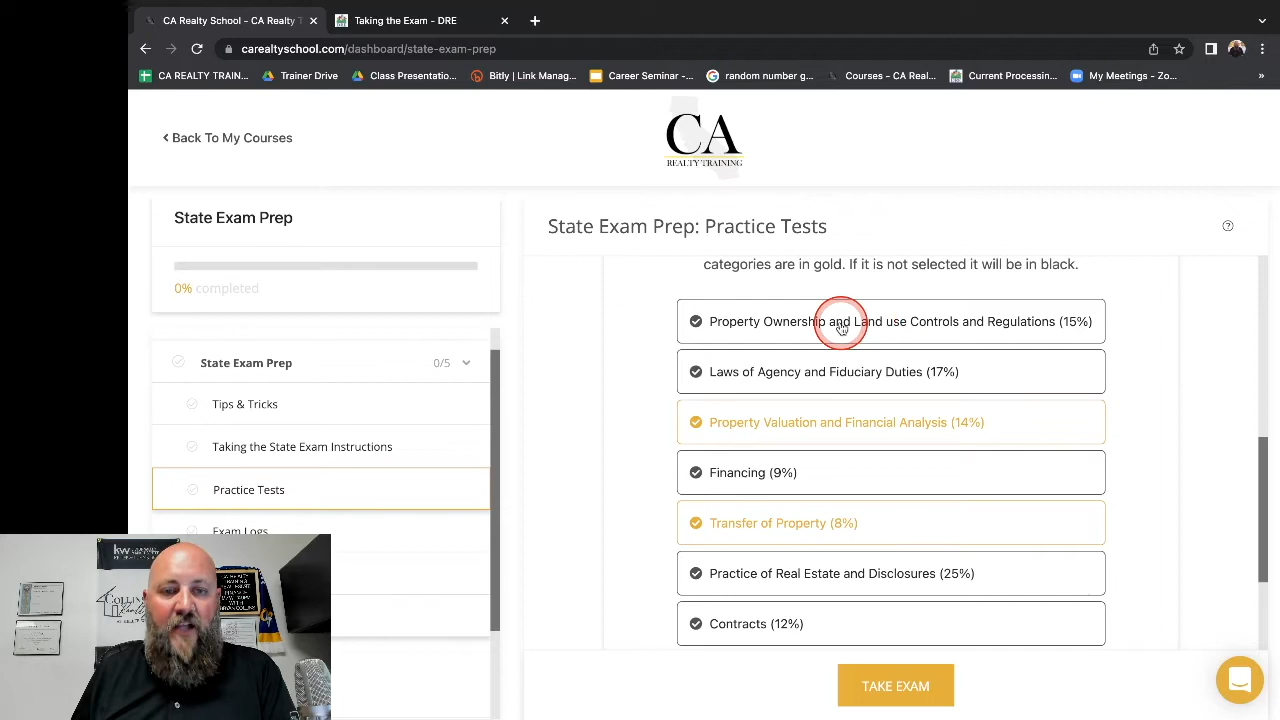 CA Realty School – CA Realty T
Taking the Exam - DRE
carealtyschool.com/dashboard/state-exam-prep
CA REALTY TRAIN...
Trainer Drive
Class Presentatio...
Bitly | Link Manag...
Career Seminar -...
random number g...
Courses - CA Real...
Current Processin...
My Meetings - Zo...
Back To My Courses
CA
REALTY TRAINING
State Exam Prep
0% completed
State Exam Prep 0/5
Tips & Tricks
Taking the State Exam Instructions
Practice Tests
Exam Logs
State Exam Prep: Practice Tests
categories are in gold. If it is not selected it will be in black.
Property Ownership and Land use Controls and Regulations (15%)
Laws of Agency and Fiduciary Duties (17%)
Property Valuation and Financial Analysis (14%)
Financing (9%)
Transfer of Property (8%)
Practice of Real Estate and Disclosures (25%)
Contracts (12%)
TAKE EXAM
kw